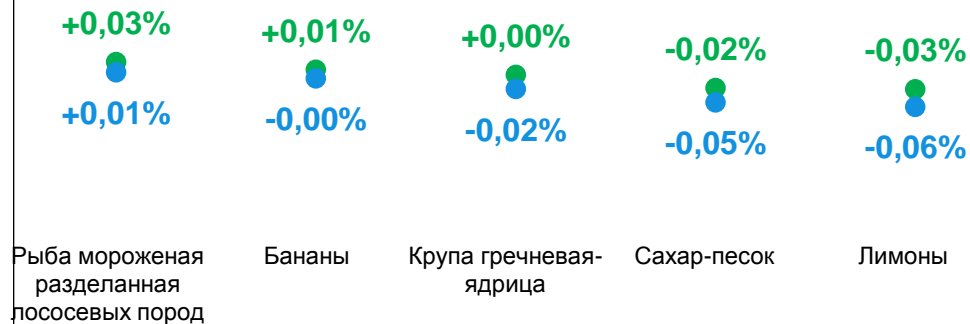 +0,03%
+0,01%
+0,00%
-0,02%
-0,03%
+0,01%
-0,00%
-0,02%
-0,05%
-0,06%
Рыба мороженая
разделанная
лососевых пород
Бананы
Крупа гречневая-
ядрица
Сахар-песок
Лимоны